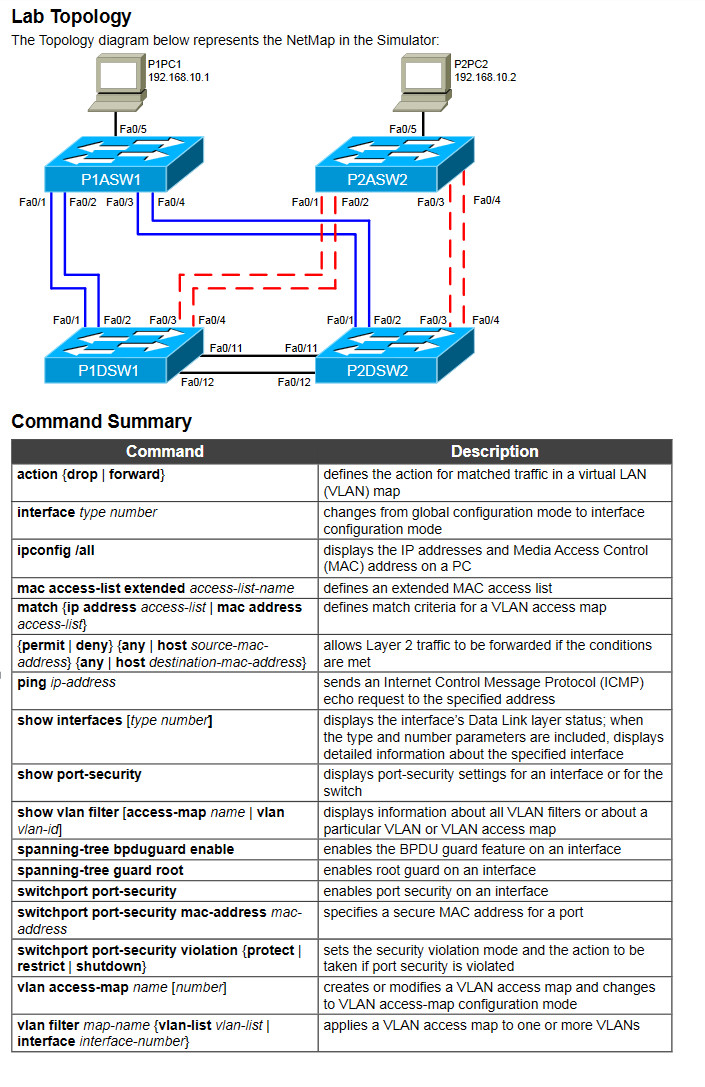 Lab Topology
The Topology diagram below represents the NetMap in the Simulator:
P1PC1
192.168.10.1
P2PC2
192.168.10.2
Fa0/5
Fa0/5
P1ASW1
P2ASW2
Fa0/1
Fa0/2
Fa0/3
Fa0/4
Fa0/1
Fa0/2
Fa0/3
Fa0/4
Fa0/1
Fa0/2
Fa0/3
Fa0/4
Fa0/1
Fa0/2
Fa0/3
Fa0/4
Fa0/11
Fa0/11
P1DSW1
P2DSW2
Fa0/12
Fa0/12
Command Summary
Command
Description
action {drop | forward}
defines the action for matched traffic in a virtual LAN
(VLAN) map
interface type number
changes from global configuration mode to interface
configuration mode
ipconfig /all
displays the IP addresses and Media Access Control
(MAC) address on a PC
mac access-list extended access-list-name
defines an extended MAC access list
match {ip address access-list | mac address
access-list}
defines match criteria for a VLAN access map
{permit | deny} {any | host source-mac-
address} {any | host destination-mac-address}
allows Layer 2 traffic to be forwarded if the conditions
are met
ping ip-address
sends an Internet Control Message Protocol (ICMP)
echo request to the specified address
show interfaces [type number]
displays the interface's Data Link layer status; when
the type and number parameters are included, displays
detailed information about the specified interface
show port-security
displays port-security settings for an interface or for the
switch
show vlan filter [access-map name | vlan
vlan-id]
displays information about all VLAN filters or about a
particular VLAN or VLAN access map
spanning-tree bpduguard enable
enables the BPDU guard feature on an interface
spanning-tree guard root
enables root guard on an interface
switchport port-security
enables port security on an interface
switchport port-security mac-address mac-
address
specifies a secure MAC address for a port
switchport port-security violation {protect |
restrict | shutdown}
sets the security violation mode and the action to be
taken if port security is violated
vlan access-map name [number]
creates or modifies a VLAN access map and changes
to VLAN access-map configuration mode
vlan filter map-name {vlan-list vlan-list |
interface interface-number}
applies a VLAN access map to one or more VLANs